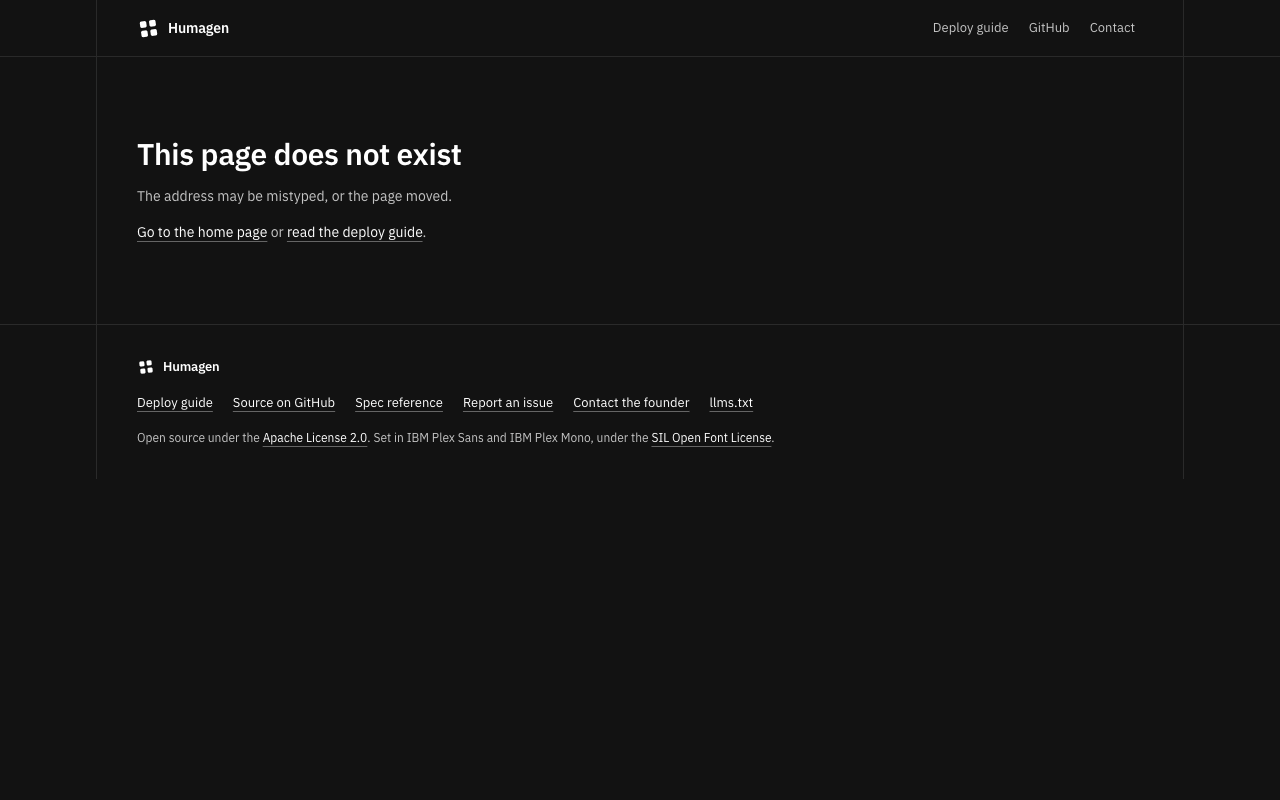 Humagen
Deploy guide GitHub Contact
This page does not exist
The address may be mistyped, or the page moved.
Go to the home page or read the deploy guide.
Humagen
Deploy guide Source on GitHub Spec reference Report an issue Contact the founder llms.txt
Open source under the Apache License 2.0. Set in IBM Plex Sans and IBM Plex Mono, under the SIL Open Font License.